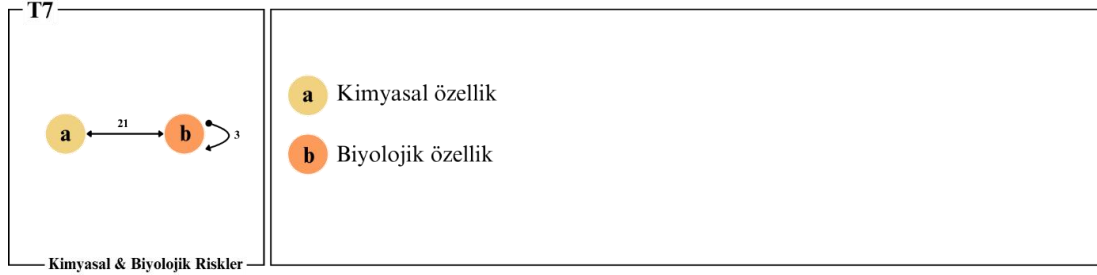 T7
a
21
b
3
Kimyasal & Biyolojik Riskler
a Kimyasal özellik
b Biyolojik özellik